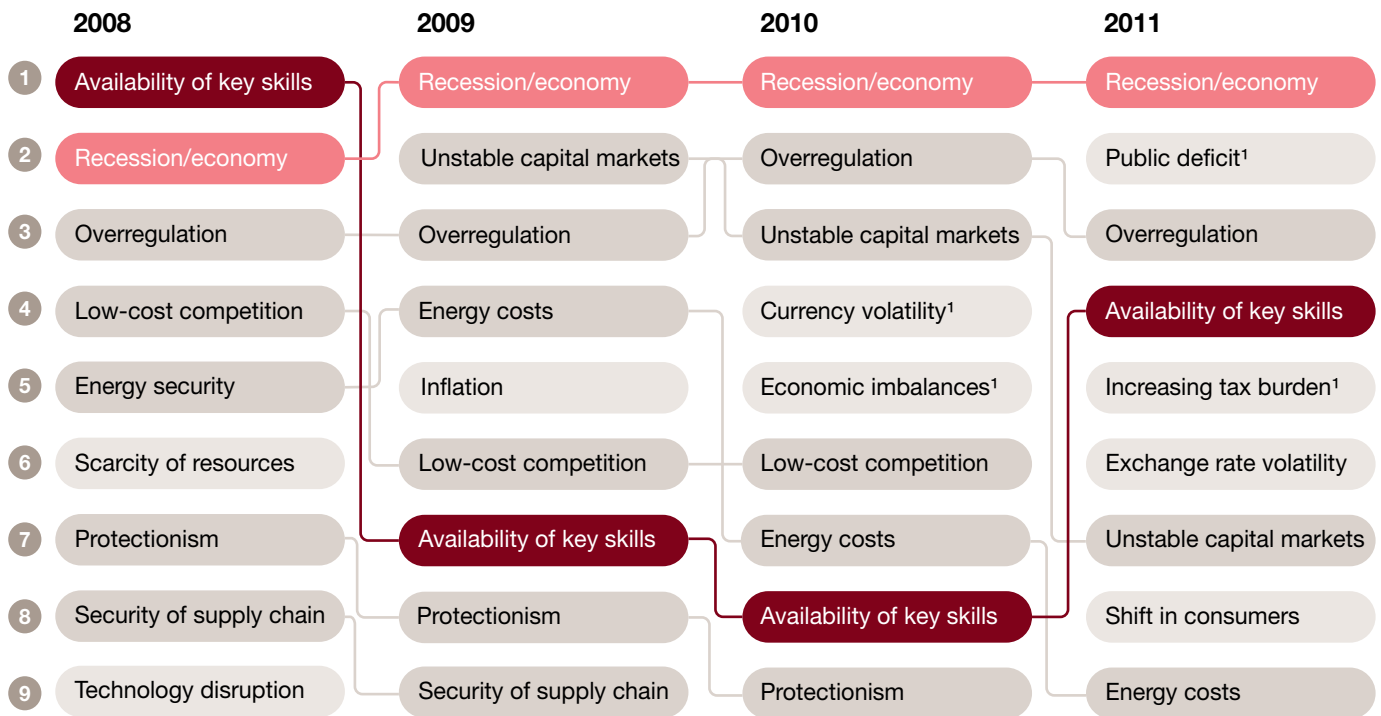 2008 2009 2010 2011
1 Availability of key skills Recession/economy Recession/economy Recession/economy
2 Recession/economy Unstable capital markets Overregulation Public deficit¹
3 Overregulation Overregulation Unstable capital markets Overregulation
4 Low-cost competition Energy costs Currency volatility¹ Availability of key skills
5 Energy security Inflation Economic imbalances¹ Increasing tax burden¹
6 Scarcity of resources Low-cost competition Low-cost competition Exchange rate volatility
7 Protectionism Availability of key skills Energy costs Unstable capital markets
8 Security of supply chain Protectionism Availability of key skills Shift in consumers
9 Technology disruption Security of supply chain Protectionism Energy costs